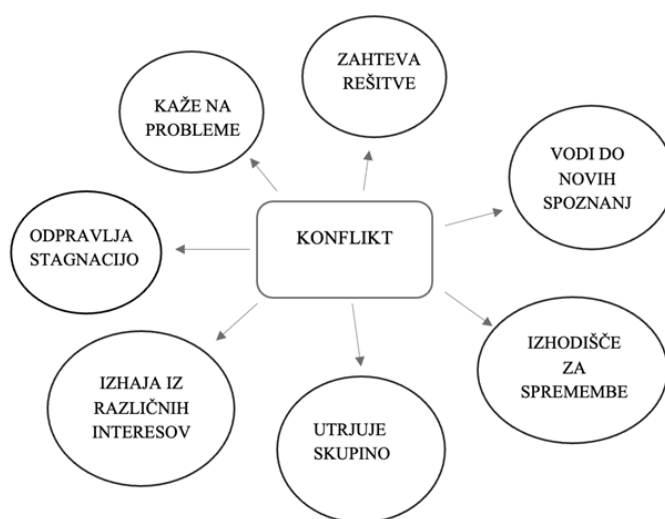 ZAHTEVA
REŠITVE
KAŽE NA
PROBLEME
VODI DO
NOVIH
SPOZNANJ
KONFLIKT
ODPRAVLJA
STAGNACIJO
IZHODIŠČE
ZA
SPREMEMBE
IZHAJA IZ
RAZLIČNIH
INTERESOV
UTRJUJE
SKUPINO